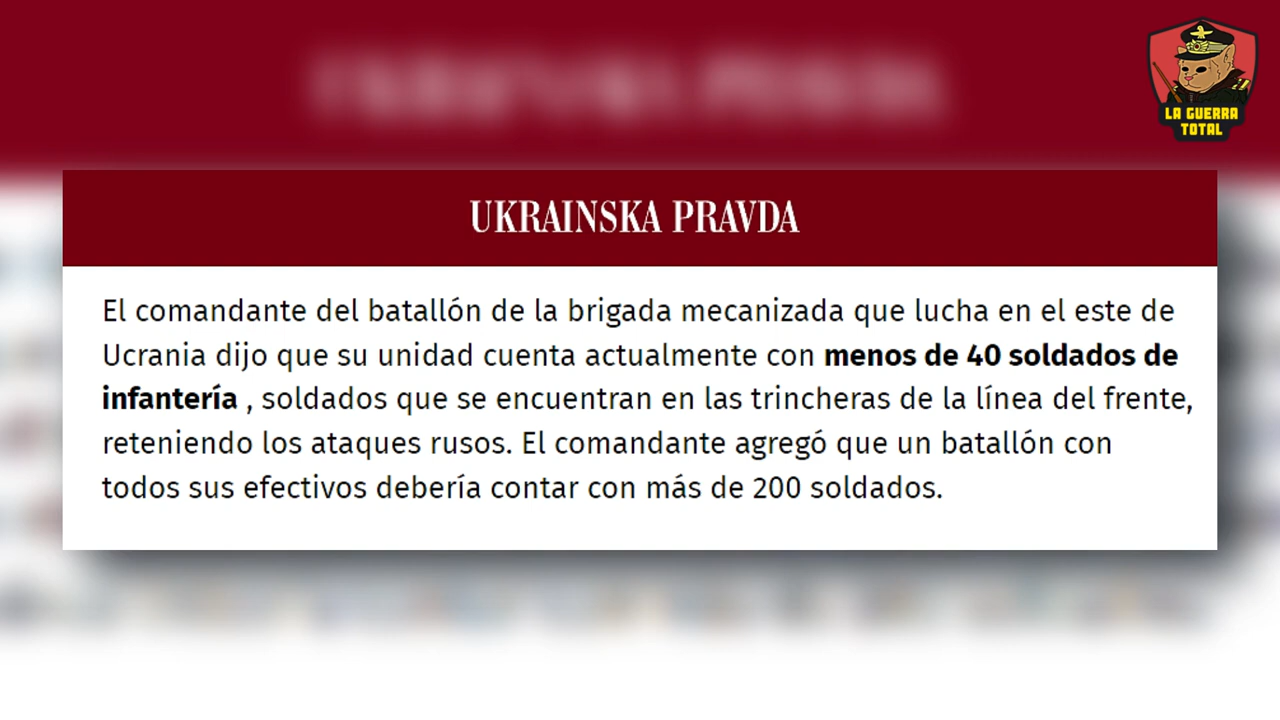 LA GUERRA
TOTAL
UKRAINSKA PRAVDA
El comandante del batallón de la brigada mecanizada que lucha en el este de
Ucrania dijo que su unidad cuenta actualmente con menos de 40 soldados de
infantería , soldados que se encuentran en las trincheras de la línea del frente,
reteniendo los ataques rusos. El comandante agregó que un batallón con
todos sus efectivos debería contar con más de 200 soldados.